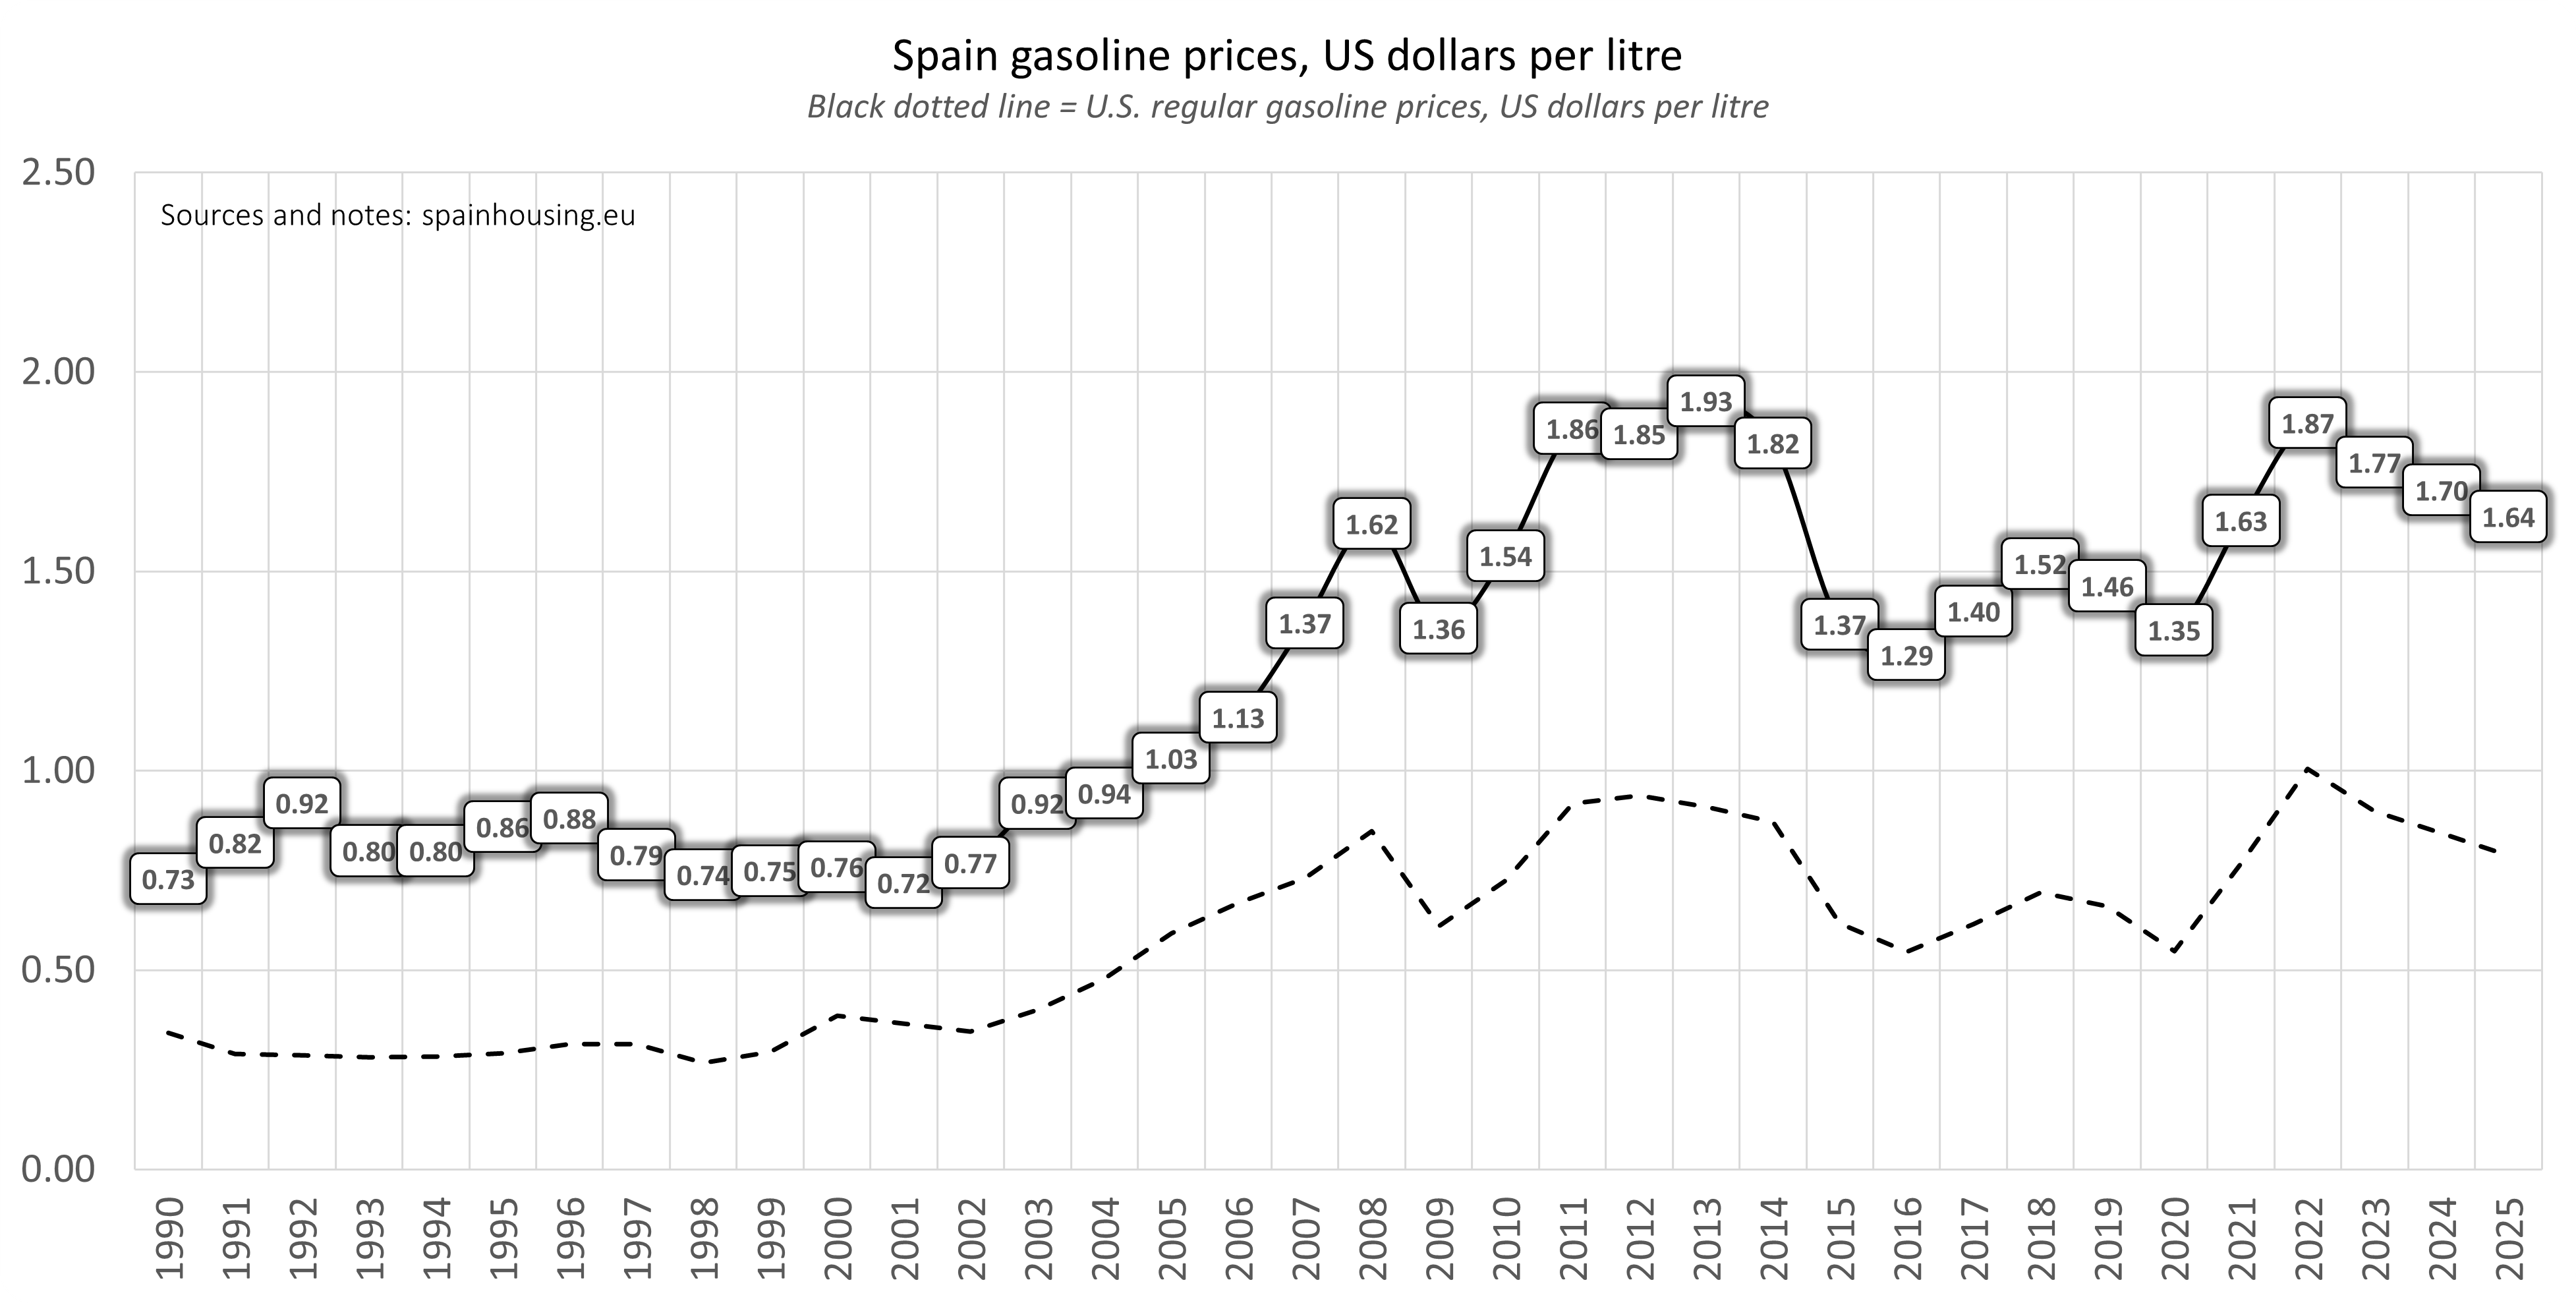 Spain gasoline prices, US dollars per litre
Black dotted line = U.S. regular gasoline prices, US dollars per litre
2.50
Sources and notes: spainhousing.eu
2.00
1.50
1.00
0.50
0.00
0.73 0.82 0.92 0.80 0.80 0.86 0.88 0.79 0.74 0.75 0.76 0.72 0.77 0.92 0.94 1.03 1.13 1.37 1.62 1.36 1.54 1.86 1.85 1.93 1.82 1.37 1.29 1.40 1.52 1.46 1.35 1.63 1.87 1.77 1.70 1.64
1990 1991 1992 1993 1994 1995 1996 1997 1998 1999 2000 2001 2002 2003 2004 2005 2006 2007 2008 2009 2010 2011 2012 2013 2014 2015 2016 2017 2018 2019 2020 2021 2022 2023 2024 2025